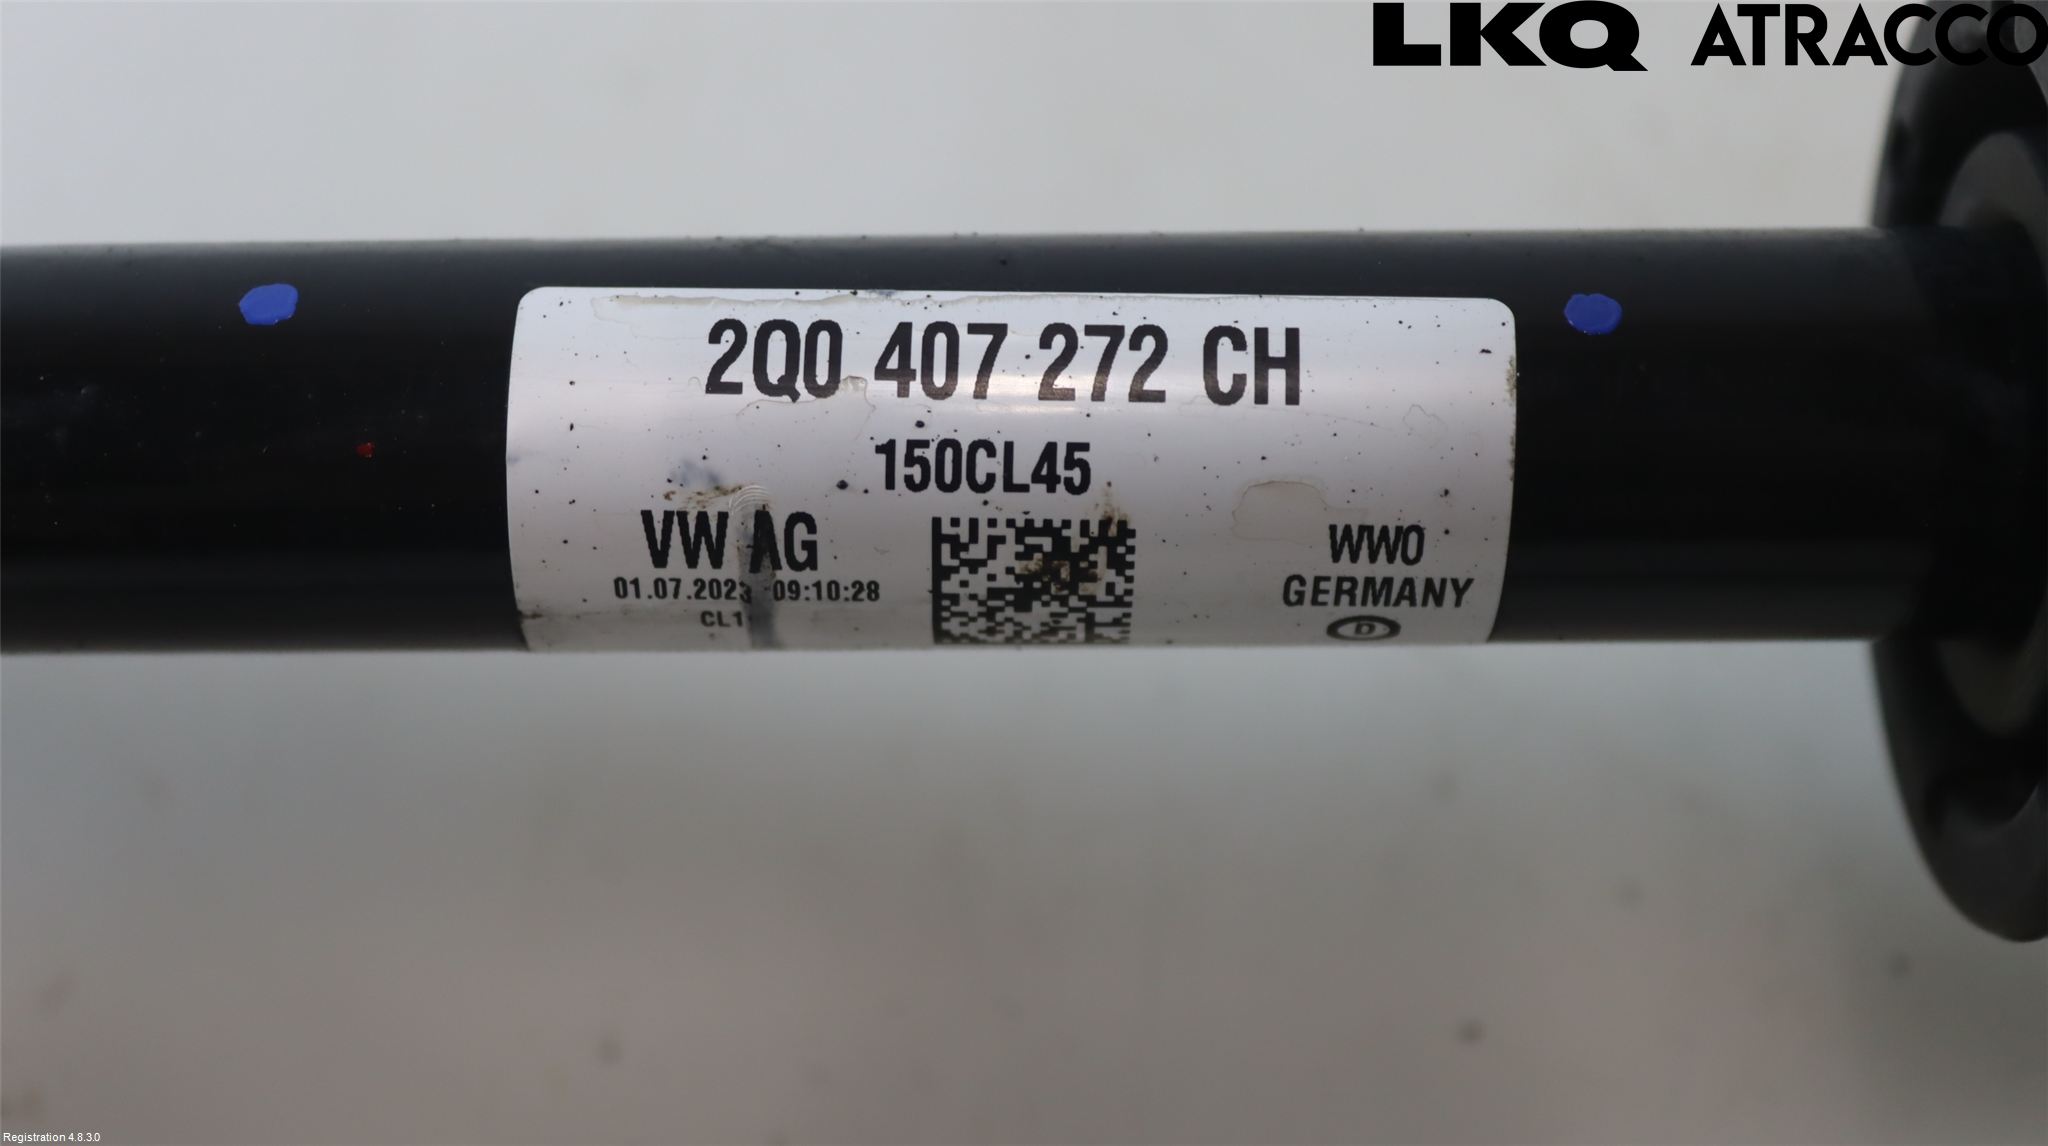 LKQ ATRACCO
2Q0 407 272 CH
150CL45
VW AG
01.07.2023 09:10:28
CL1
WWO
GERMANY
D
Registration 4.8.3.0